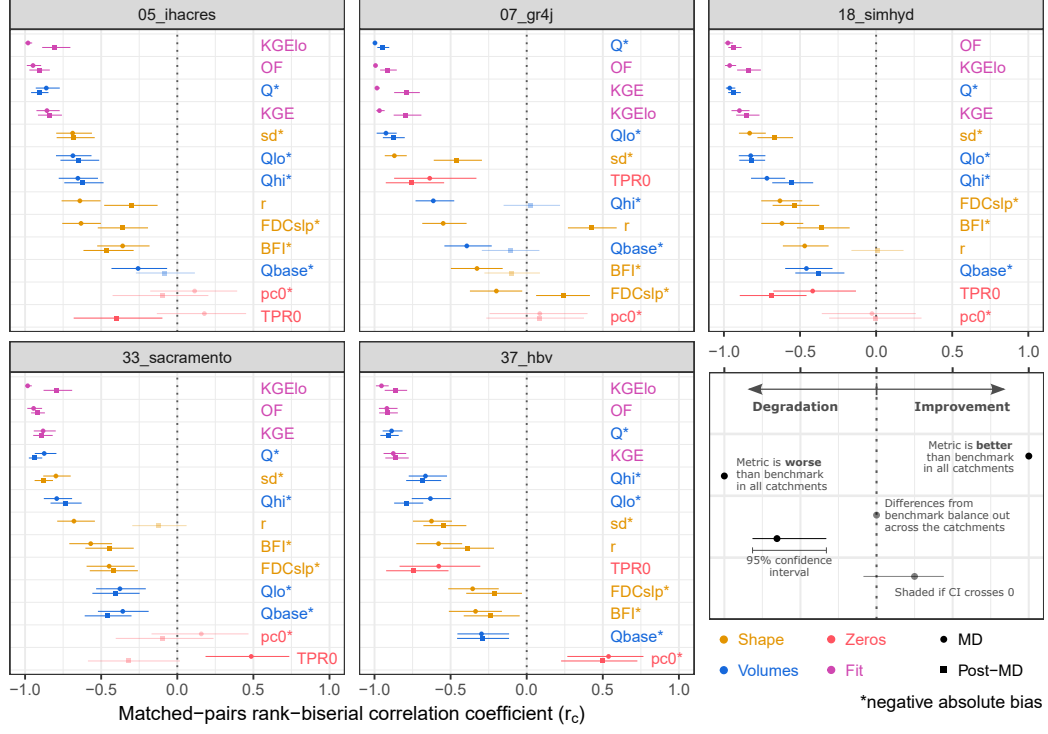 05_ihacres
KGElo
OF
Q*
KGE
sd*
Qlo*
Qhi*
r
FDCslp*
BFI*
Qbase*
pc0*
TPR0
07_gr4j
Q*
OF
KGE
KGElo
Qlo*
sd*
TPR0
Qhi*
r
Qbase*
BFI*
FDCslp*
pc0*
18_simhyd
OF
KGElo
Q*
KGE
sd*
Qlo*
Qhi*
FDCslp*
BFI*
r
Qbase*
TPR0
pc0*
−1.0 −0.5 0.0 0.5 1.0
33_sacramento
KGElo
OF
KGE
Q*
sd*
Qhi*
r
BFI*
FDCslp*
Qlo*
Qbase*
pc0*
TPR0
−1.0 −0.5 0.0 0.5 1.0
37_hbv
KGElo
OF
Q*
KGE
Qhi*
Qlo*
sd*
r
TPR0
FDCslp*
BFI*
Qbase*
pc0*
−1.0 −0.5 0.0 0.5 1.0
Matched−pairs rank−biserial correlation coefficient (rc)
Degradation Improvement
Metric is better
than benchmark
in all catchments
Metric is worse
than benchmark
in all catchments
Differences from
benchmark balance out
across the catchments
95% confidence
interval
Shaded if CI crosses 0
Shape Zeros MD
Volumes Fit Post−MD
*negative absolute bias